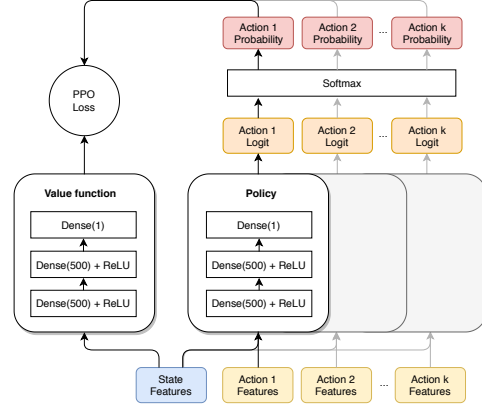 Action 1
Probability
Action 2
Probability
...
Action k
Probability
PPO
Loss
Softmax
Action 1
Logit
Action 2
Logit
...
Action k
Logit
Value function
Dense(1)
Dense(500) + ReLU
Dense(500) + ReLU
Policy
Dense(1)
Dense(500) + ReLU
Dense(500) + ReLU
State
Features
Action 1
Features
Action 2
Features
...
Action k
Features